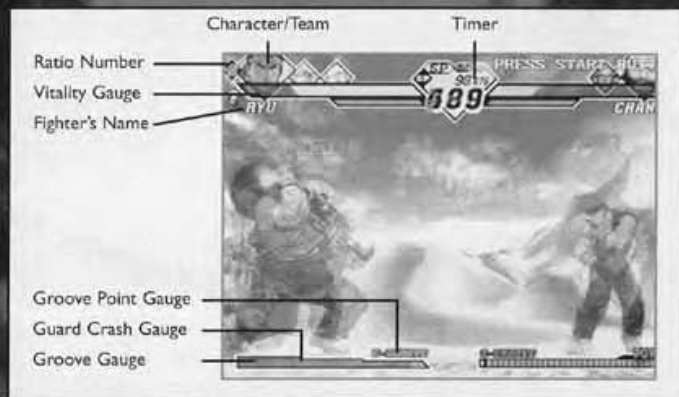 Character/Team
Timer
Ratio Number
Vitality Gauge
Fighter's Name
PRESS START
689
RYU
Groove Point Gauge
Guard Crash Gauge
Groove Gauge